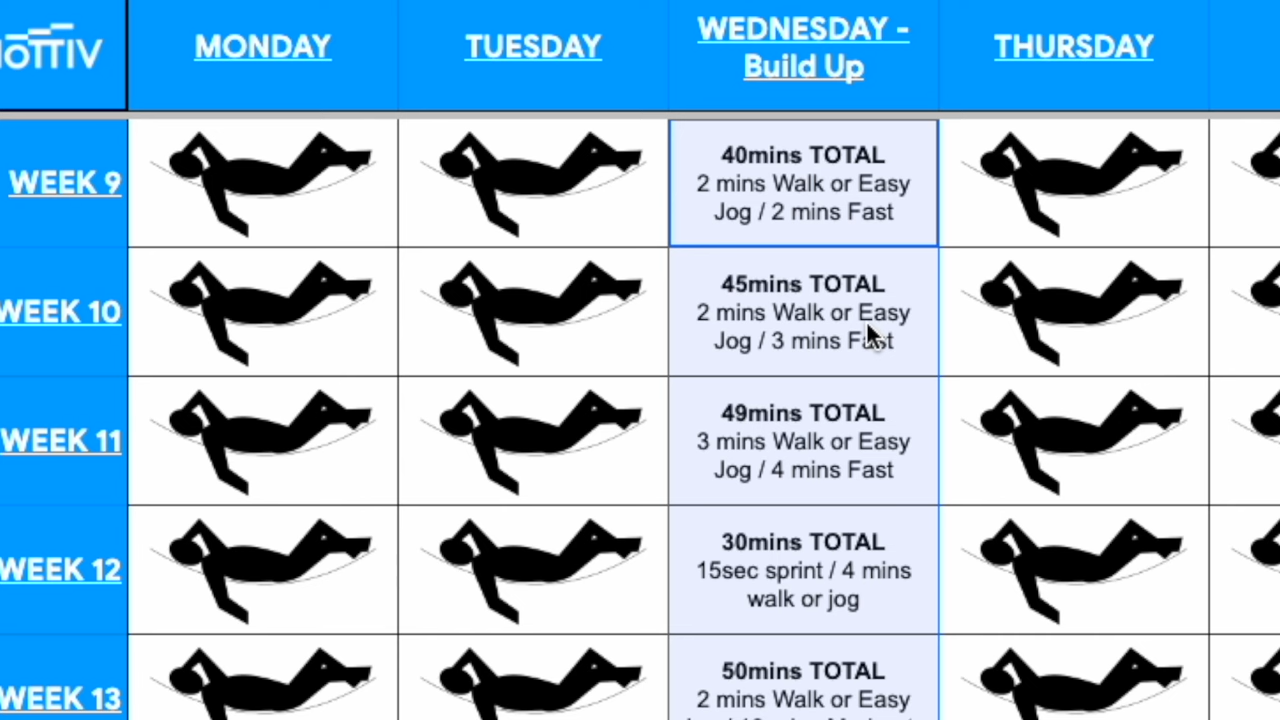 MONDAY
TUESDAY
WEDNESDAY -
Build Up
THURSDAY
WEEK 9
40mins TOTAL
2 mins Walk or Easy
Jog / 2 mins Fast
WEEK 10
45mins TOTAL
2 mins Walk or Easy
Jog / 3 mins Fast
WEEK 11
49mins TOTAL
3 mins Walk or Easy
Jog / 4 mins Fast
WEEK 12
30mins TOTAL
15sec sprint / 4 mins
walk or jog
WEEK 13
50mins TOTAL
2 mins Walk or Easy